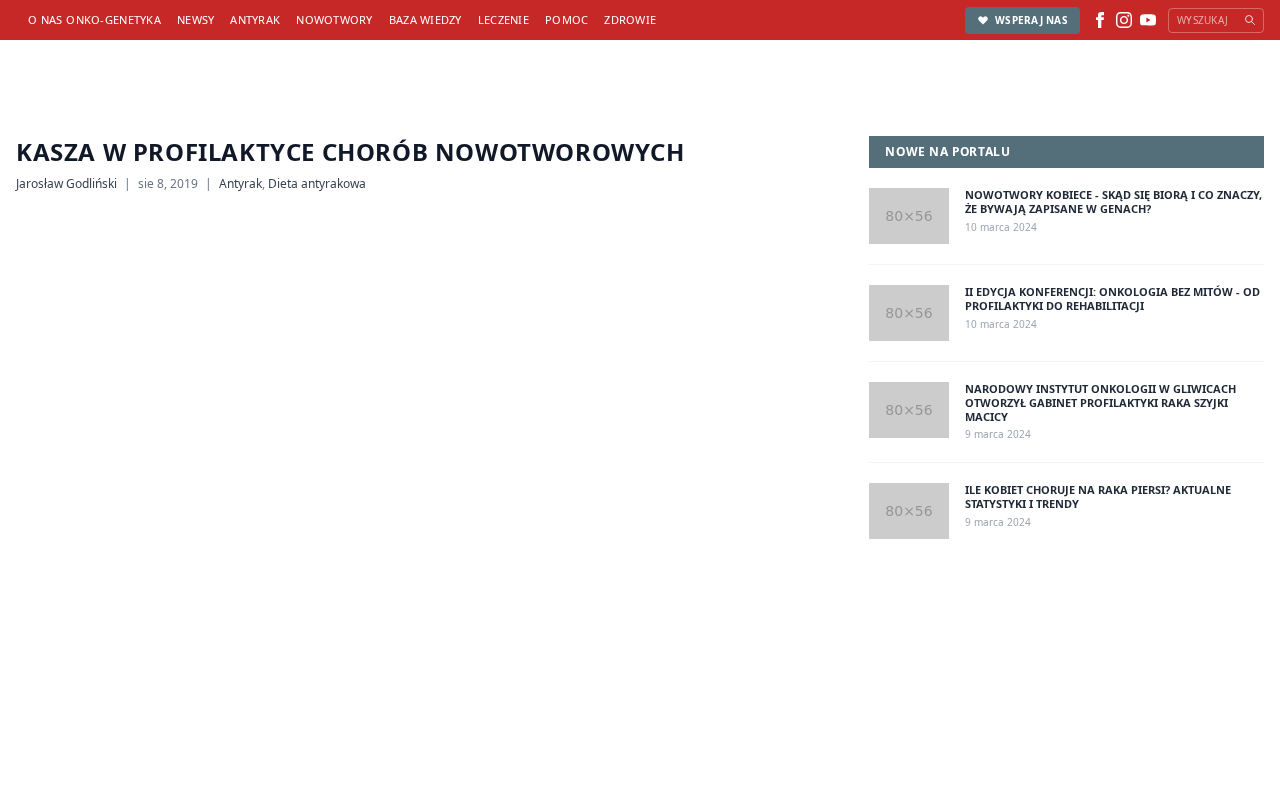 O NAS ONKO-GENETYKA NEWSY ANTYRAK NOWOTWORY BAZA WIEDZY LECZENIE POMOC ZDROWIE WSPERAJ NAS WYSZUKAJ
KASZA W PROFILAKTYCE CHORÓB NOWOTWOROWYCH
Jarosław Godliński | sie 8, 2019 | Antyrak, Dieta antyrakowa
NOWE NA PORTALU
80×56
NOWOTWORY KOBIECE - SKĄD SIĘ BIORĄ I CO ZNACZY,
ŻE BYWAJĄ ZAPISANE W GENACH?
10 marca 2024
80×56
II EDYCJA KONFERENCJI: ONKOLOGIA BEZ MITÓW - OD
PROFILAKTYKI DO REHABILITACJI
10 marca 2024
80×56
NARODOWY INSTYTUT ONKOLOGII W GLIWICACH
OTWORZYŁ GABINET PROFILAKTYKI RAKA SZYJKI
MACICY
9 marca 2024
80×56
ILE KOBIET CHORUJE NA RAKA PIERSI? AKTUALNE
STATYSTYKI I TRENDY
9 marca 2024